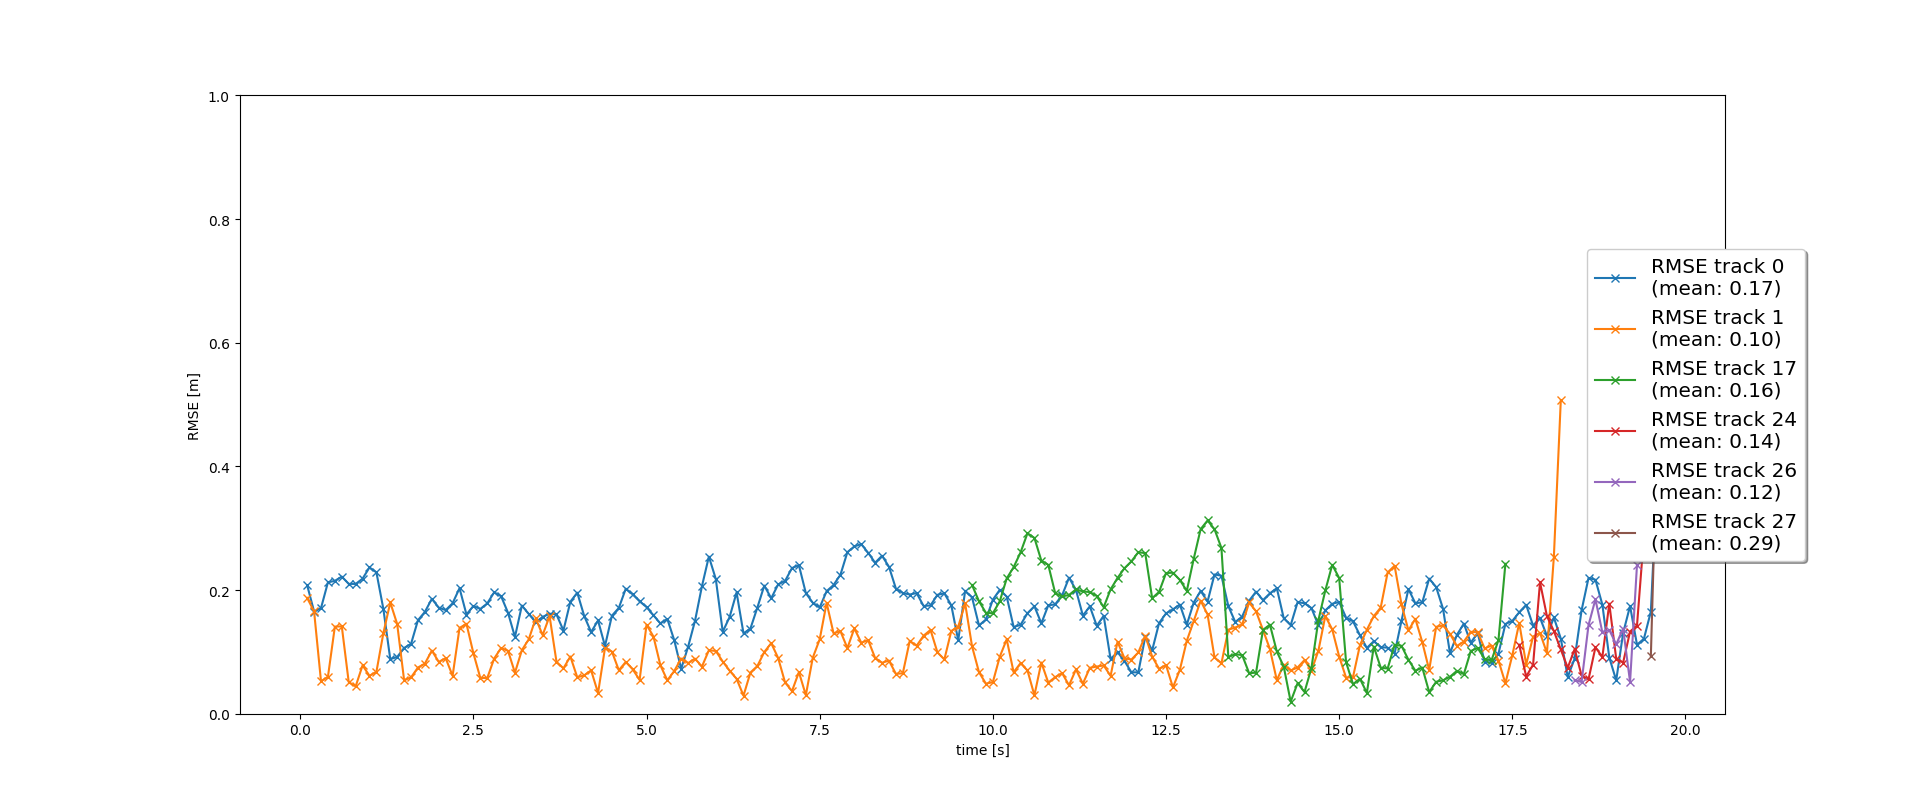 1.0
0.8
0.6
0.4
0.2
0.0
RMSE [m]
0.0 2.5 5.0 7.5 10.0 12.5 15.0 17.5 20.0
time [s]
RMSE track 0
(mean: 0.17)
RMSE track 1
(mean: 0.10)
RMSE track 17
(mean: 0.16)
RMSE track 24
(mean: 0.14)
RMSE track 26
(mean: 0.12)
RMSE track 27
(mean: 0.29)